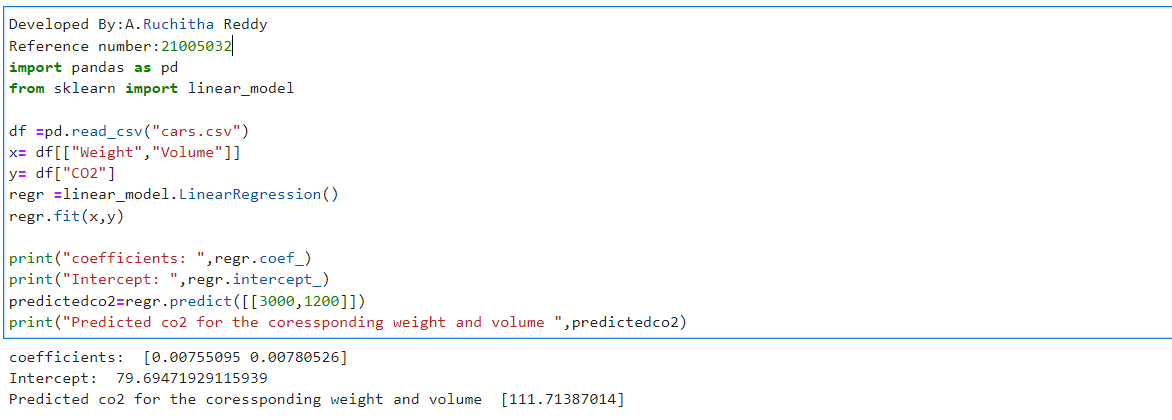 Developed By:A.Ruchitha Reddy
Reference number:21005032
import pandas as pd
from sklearn import linear_model
df =pd.read_csv("cars.csv")
x= df[["Weight","Volume"]]
y= df["CO2"]
regr =linear_model.LinearRegression()
regr.fit(x,y)
print("coefficients: ",regr.coef_)
print("Intercept: ",regr.intercept_)
predictedco2=regr.predict([[3000,1200]])
print("Predicted co2 for the coressponding weight and volume ",predictedco2)
coefficients:  [0.00755095 0.00780526]
Intercept:  79.69471929115939
Predicted co2 for the coressponding weight and volume  [111.71387014]